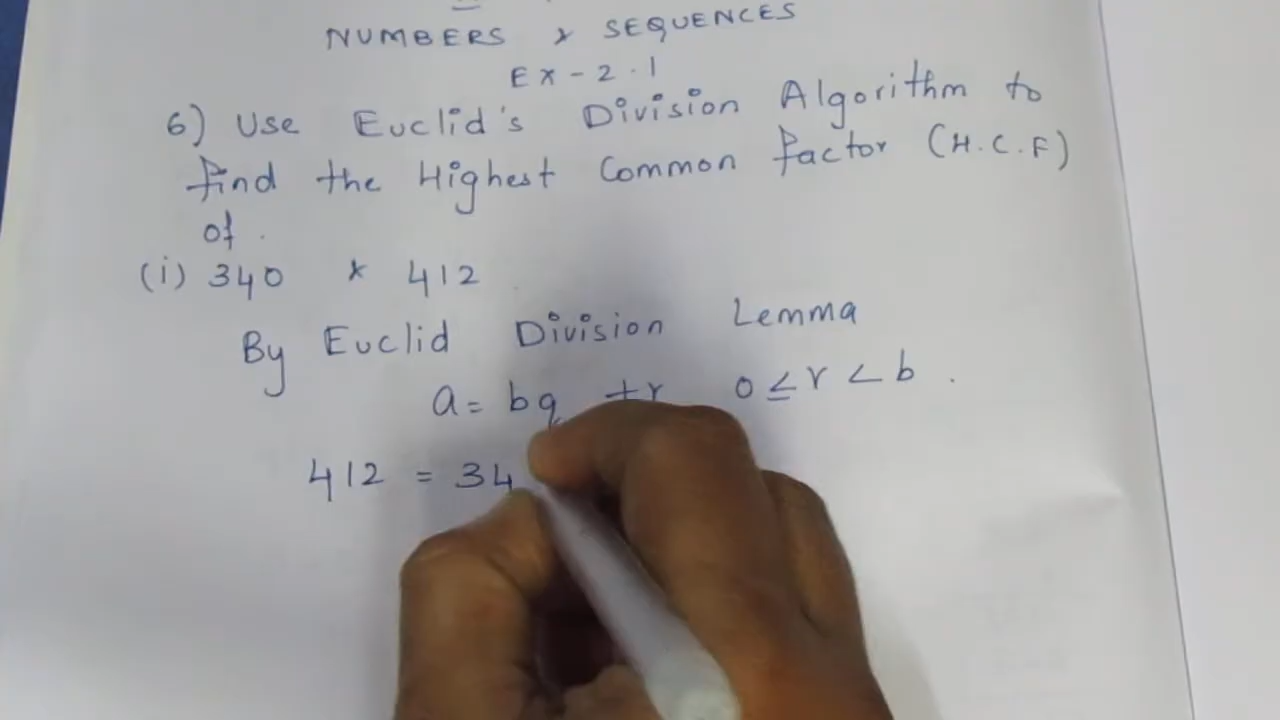 NUMBERS & SEQUENCES
Ex - 2.1
6) Use Euclid's Division Algorithm to
find the Highest Common factor (H.C.F)
of.
(i) 340 & 412
By Euclid Division Lemma
a = bq + r 0 ≤ r < b.
412 = 34